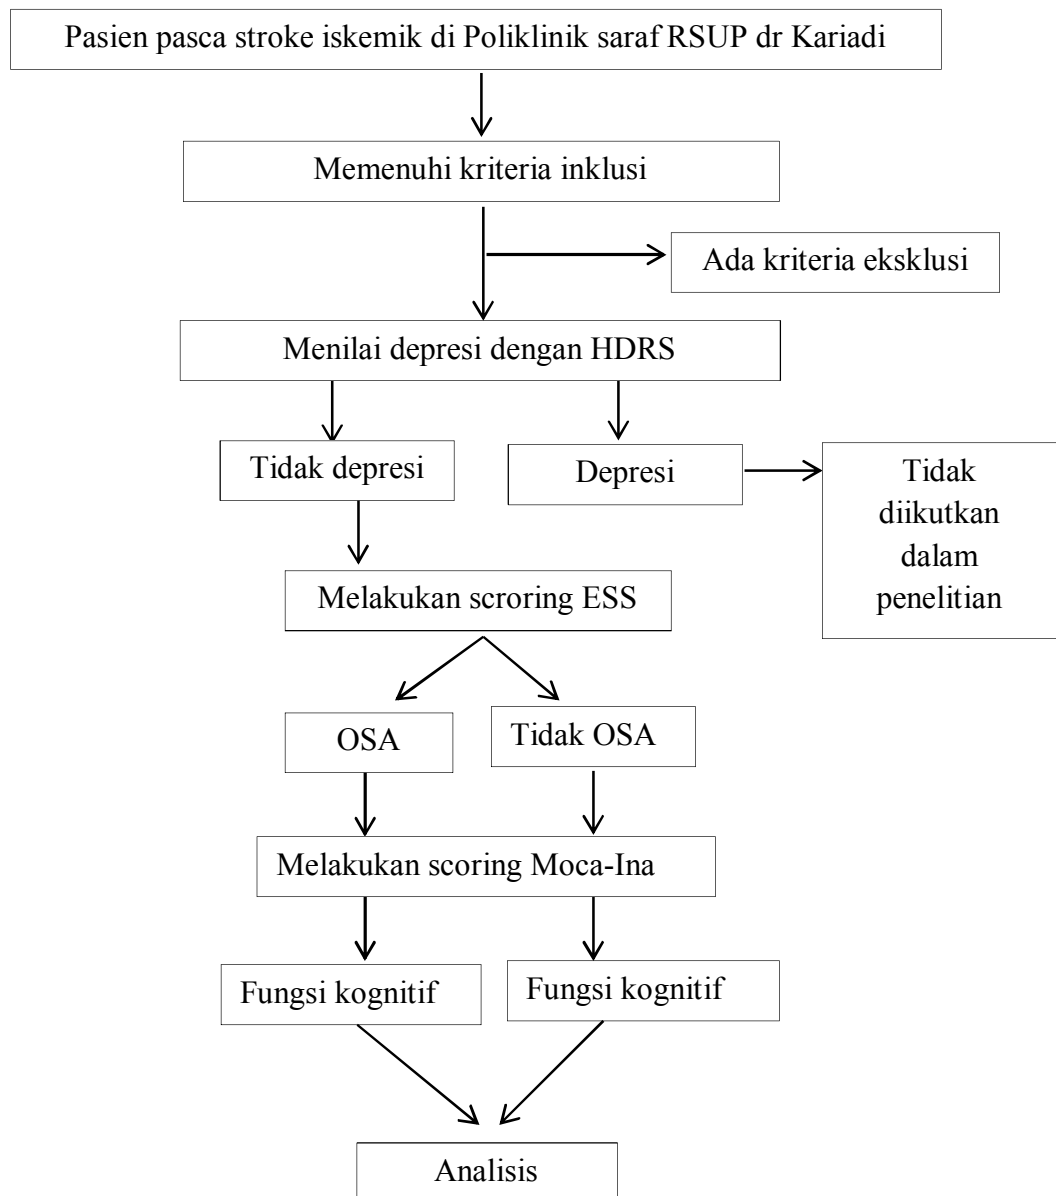 Pasien pasca stroke iskemik di Poliklinik saraf RSUP dr Kariadi
Memenuhi kriteria inklusi
Ada kriteria eksklusi
Menilai depresi dengan HDRS
Tidak depresi
Depresi
Tidak
diikutkan
dalam
penelitian
Melakukan scroring ESS
OSA
Tidak OSA
Melakukan scoring Moca-Ina
Fungsi kognitif
Fungsi kognitif
Analisis